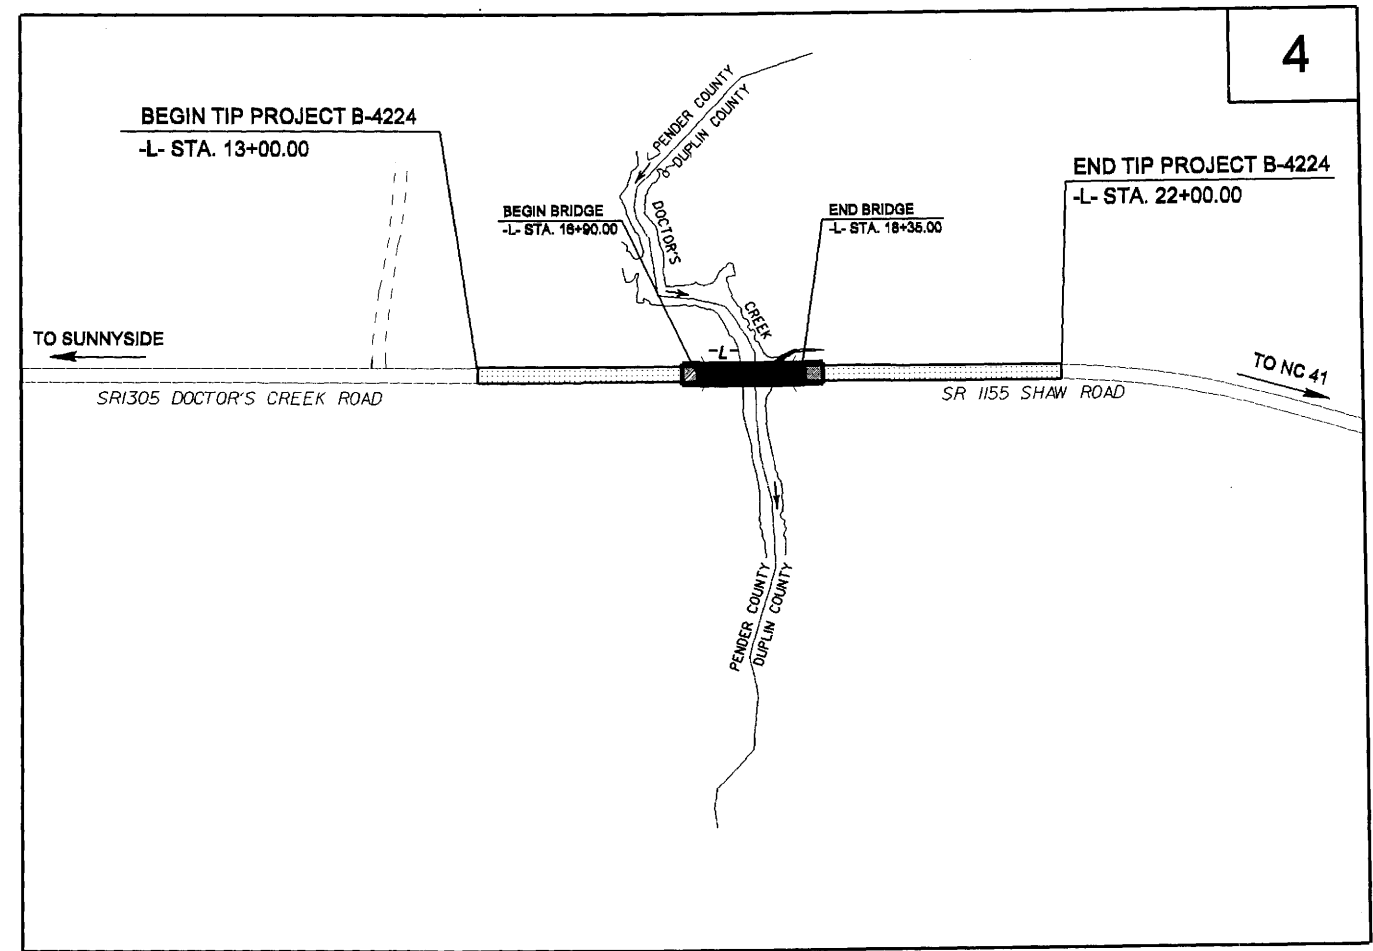 4
BEGIN TIP PROJECT B-4224
-L- STA. 13+00.00
PENDER COUNTY
DUPLIN COUNTY
END TIP PROJECT B-4224
-L- STA. 22+00.00
BEGIN BRIDGE
-L- STA. 16+90.00
DOCTOR'S
END BRIDGE
-L- STA. 18+35.00
CREEK
TO SUNNYSIDE
-L-
TO NC 41
SR1305 DOCTOR'S CREEK ROAD
SR 1155 SHAW ROAD
PENDER COUNTY
DUPLIN COUNTY